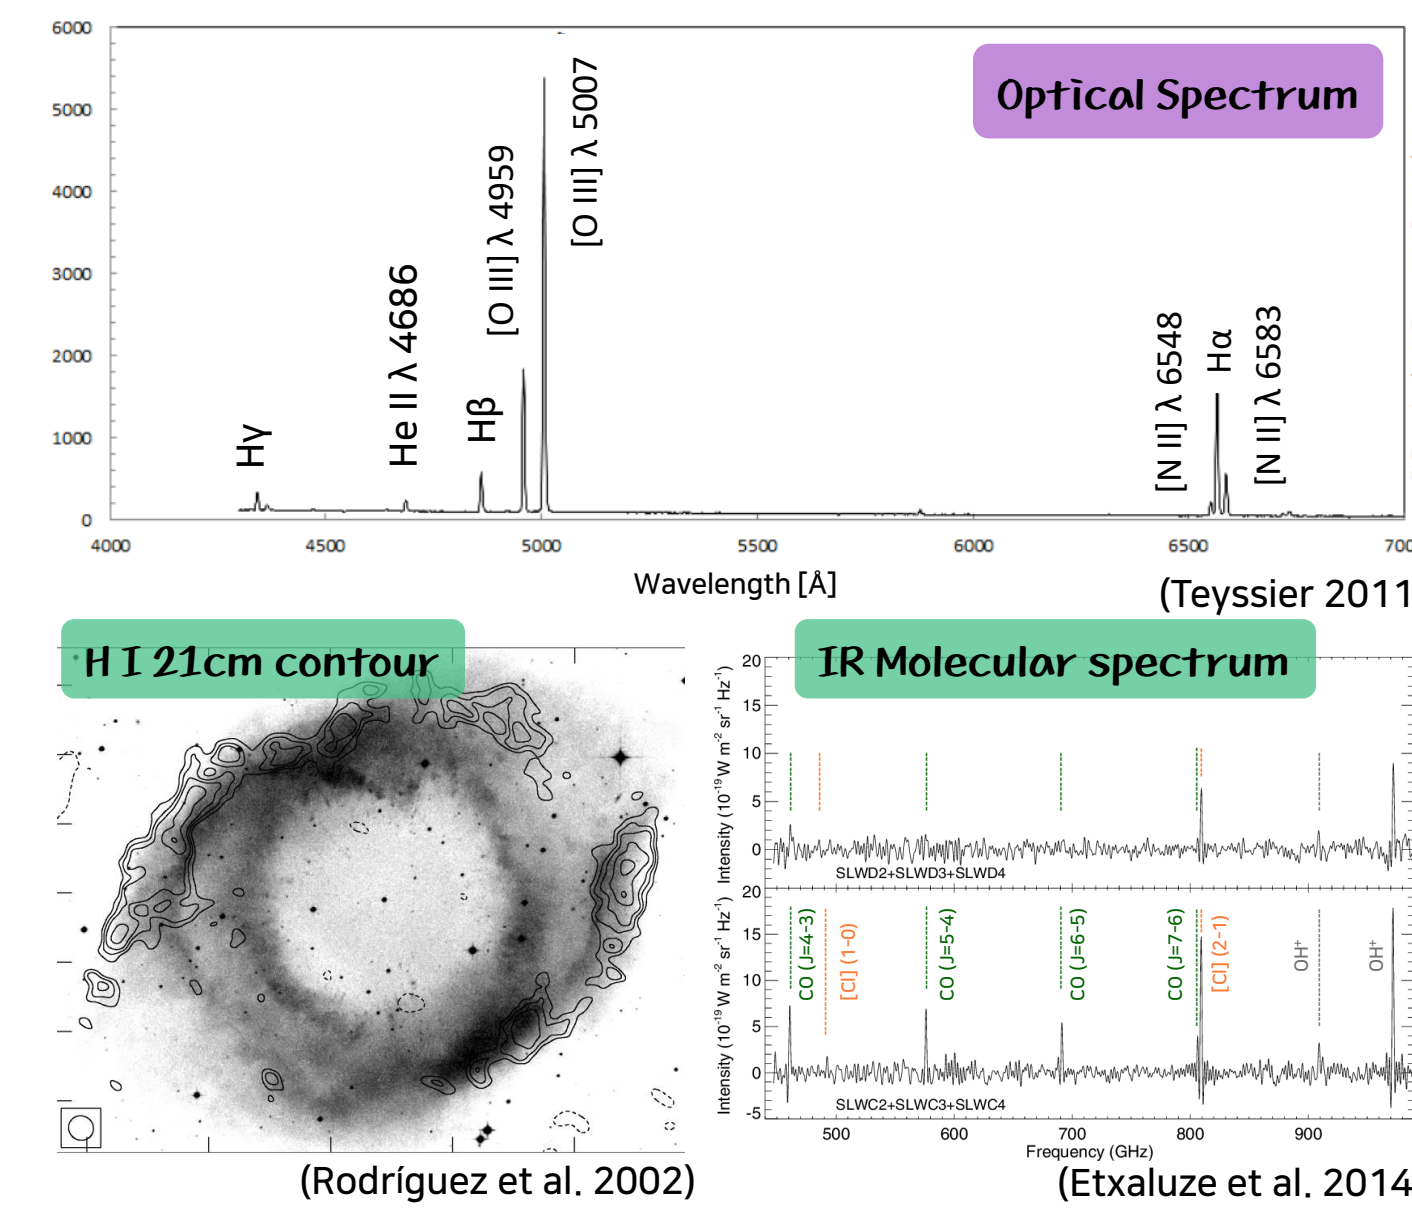 6000
5000
4000
3000
2000
1000
0
Optical Spectrum
Hγ
He II λ 4686
Hβ
[O III] λ 4959
[O III] λ 5007
[N II] λ 6548
Hα
[N II] λ 6583
4000 4500 5000 5500 6000 6500 700
Wavelength [Å]
(Teyssier 2011
H I 21cm contour
(Rodríguez et al. 2002)
IR Molecular spectrum
Intensity (10⁻¹⁹ W m⁻² sr⁻¹ Hz⁻¹)
20
15
10
5
0
SLWD2+SLWD3+SLWD4
Intensity (10⁻¹⁹ W m⁻² sr⁻¹ Hz⁻¹)
20
15
10
5
0
-5
CO (J=4-3)
[CI] (1-0)
CO (J=5-4)
CO (J=6-5)
CO (J=7-6)
[CI] (2-1)
OH⁺
OH⁺
SLWC2+SLWC3+SLWC4
500 600 700 800 900
Frequency (GHz)
(Etxaluze et al. 2014